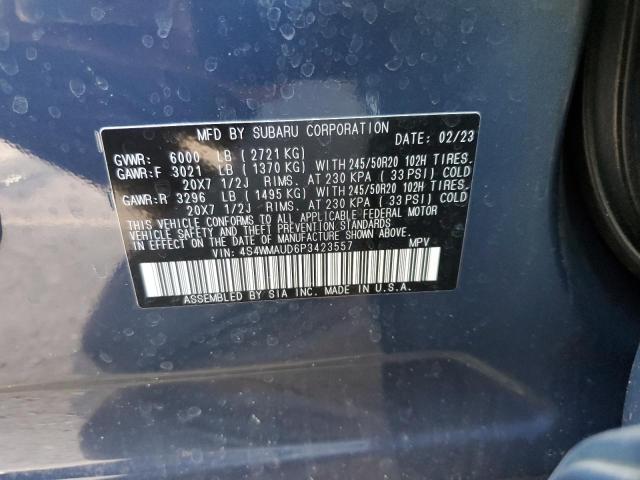 MFD BY SUBARU CORPORATION DATE: 02/23
GVWR: 6000 LB ( 2721 KG)
GAWR:F 3021 LB ( 1370 KG) WITH 245/50R20 102H TIRES,
20X7 1/2J RIMS. AT 230 KPA ( 33 PSI) COLD
GAWR:R 3296 LB ( 1495 KG) WITH 245/50R20 102H TIRES,
20X7 1/2J RIMS. AT 230 KPA ( 33 PSI) COLD
THIS VEHICLE CONFORMS TO ALL APPLICABLE FEDERAL MOTOR
VEHICLE SAFETY, BUMPER, AND THEFT PREVENTION STANDARDS
IN EFFECT ON THE DATE OF MANUFACTURE SHOWN ABOVE.
VIN: 4S4WMAUD6P3423557 MPV
ASSEMBLED BY SIA INC. MADE IN U.S.A.